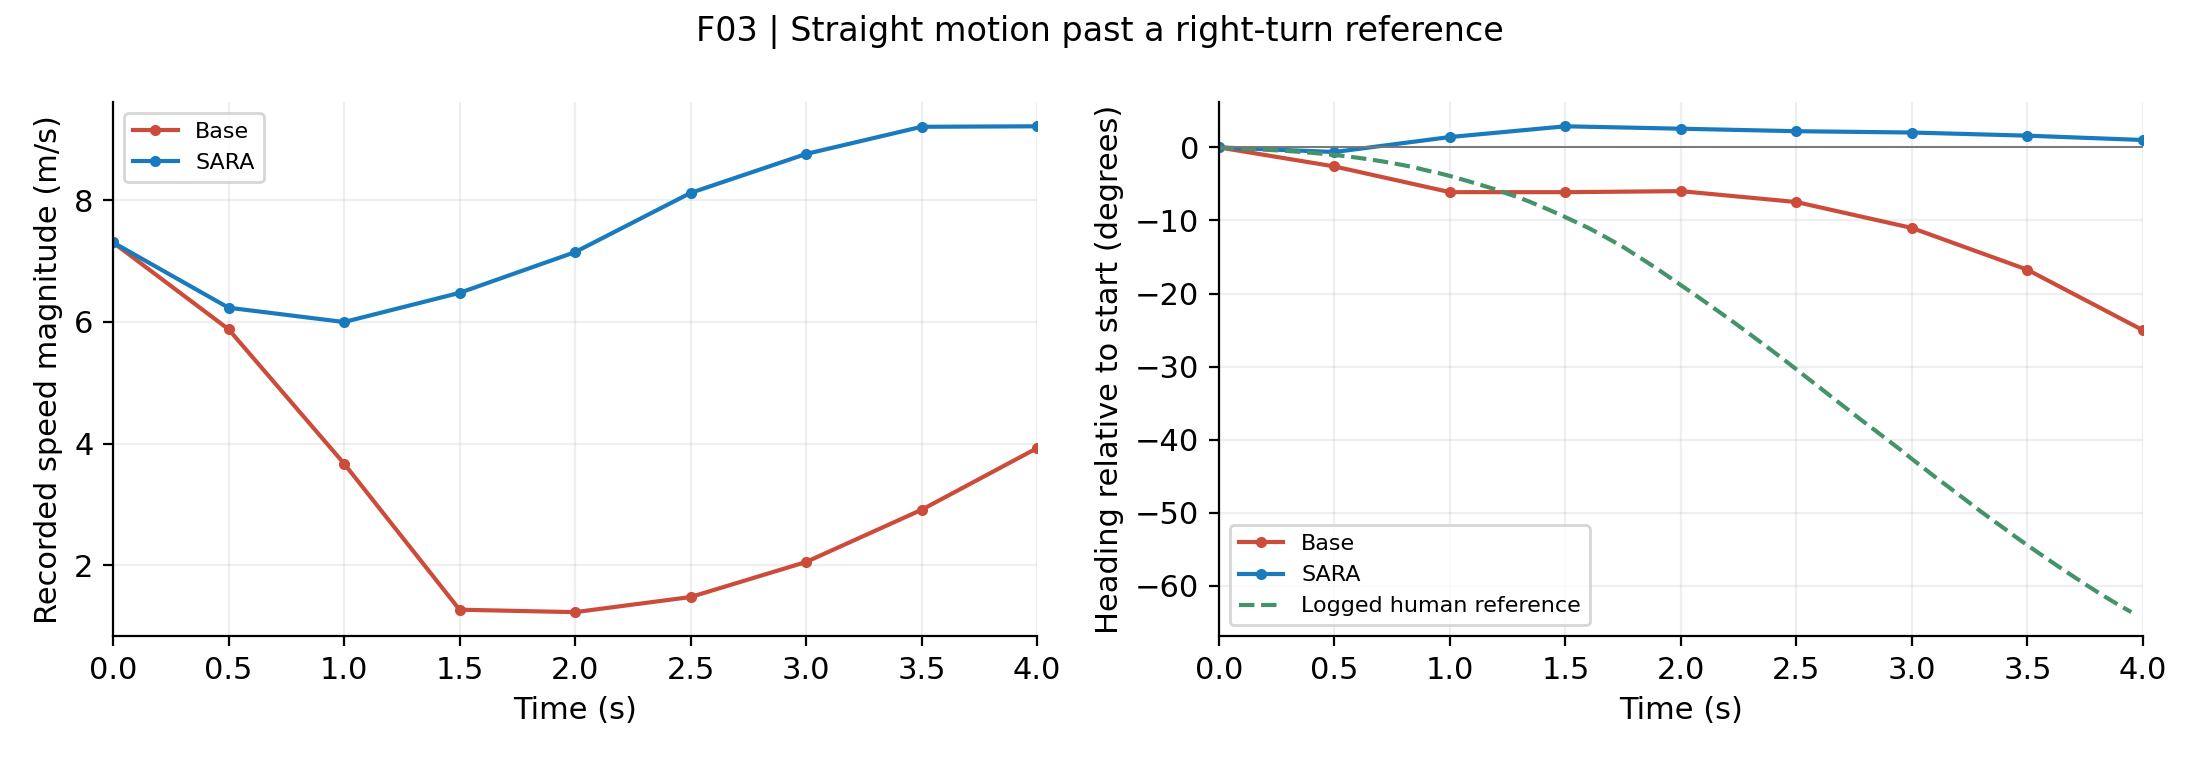 F03 | Straight motion past a right-turn reference
Recorded speed magnitude (m/s)
Base
SARA
8
6
4
2
0.0 0.5 1.0 1.5 2.0 2.5 3.0 3.5 4.0
Time (s)
Heading relative to start (degrees)
0
−10
−20
−30
−40
−50
−60
Base
SARA
Logged human reference
0.0 0.5 1.0 1.5 2.0 2.5 3.0 3.5 4.0
Time (s)